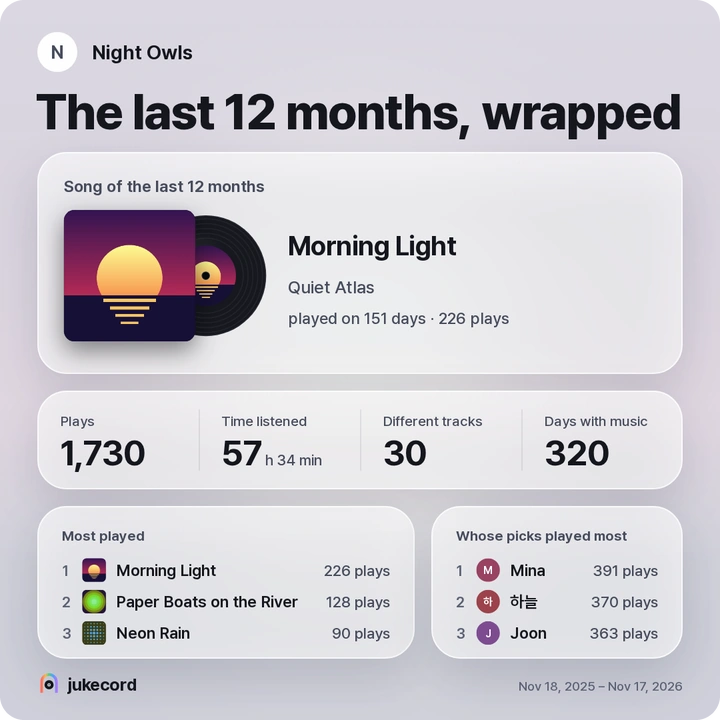 N Night Owls
The last 12 months, wrapped
Song of the last 12 months
Morning Light
Quiet Atlas
played on 151 days · 226 plays
Plays
1,730
Time listened
57 h 34 min
Different tracks
30
Days with music
320
Most played
1 Morning Light 226 plays
2 Paper Boats on the River 128 plays
3 Neon Rain 90 plays
Whose picks played most
1 M Mina 391 plays
2 하 하늘 370 plays
3 J Joon 363 plays
jukecord
Nov 18, 2025 – Nov 17, 2026